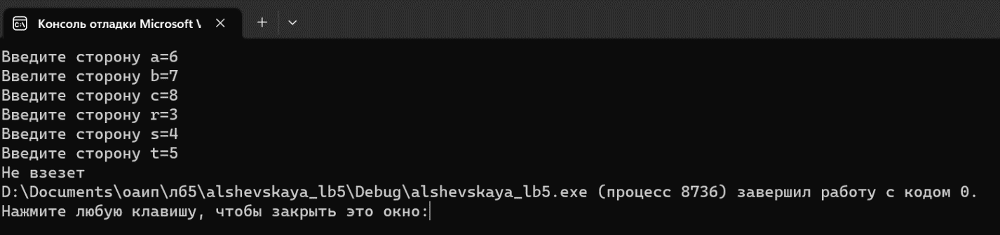 Консоль отладки Microsoft V
Введите сторону a=6
Ввелите сторону b=7
Введите сторону c=8
Введите сторону r=3
Введите сторону s=4
Введите сторону t=5
Не взезет
D:\Documents\оаип\лб5\alshevskaya_lb5\Debug\alshevskaya_lb5.exe (процесс 8736) завершил работу с кодом 0.
Нажмите любую клавишу, чтобы закрыть это окно: